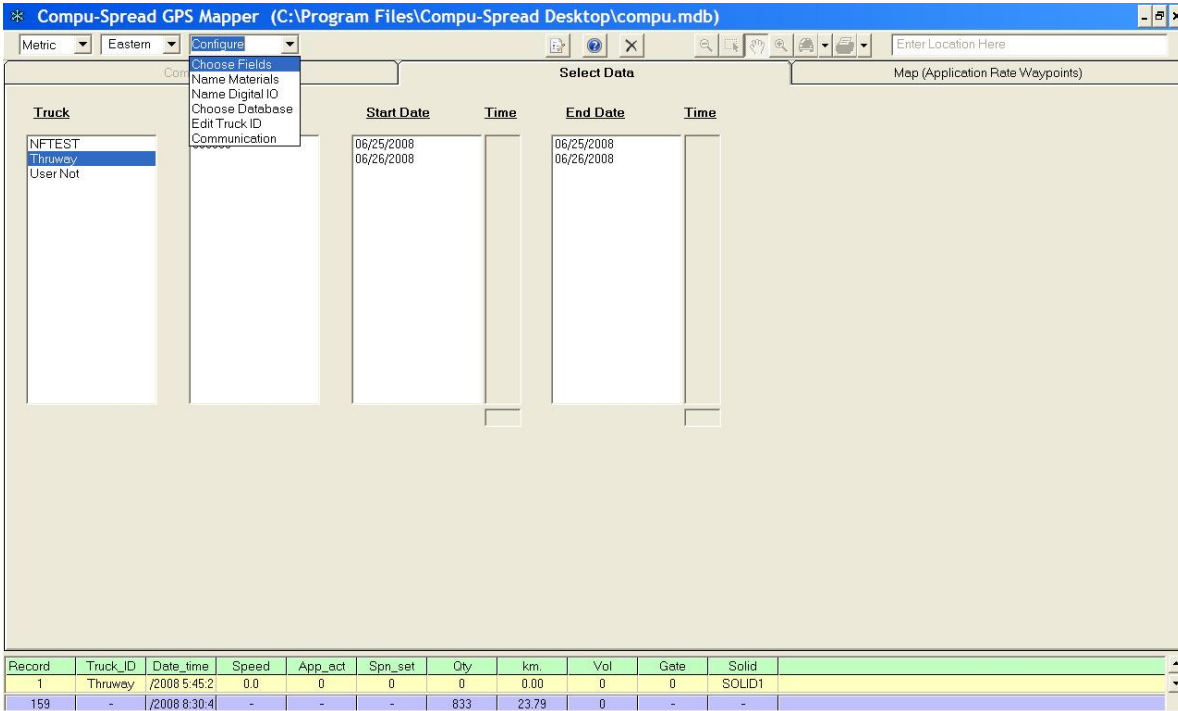 Compu-Spread GPS Mapper (C:\Program Files\Compu-Spread Desktop\compu.mdb)
Metric Eastern Configure Enter Location Here
Choose Fields
Name Materials
Name Digital IO
Choose Database
Edit Truck ID
Communication
Com Select Data Map (Application Rate Waypoints)
Truck Start Date Time End Date Time
NFTEST 06/25/2008 06/25/2008
Thruway 06/26/2008 06/26/2008
User Not
Record Truck_ID Date_time Speed App_act Spn_set Qty km. Vol Gate Solid
1 Thruway /2008 5:45:2 0.0 0 0 0 0.00 0 0 SOLID1
159 - /2008 8:30:4 - - - 833 23.79 0 - -